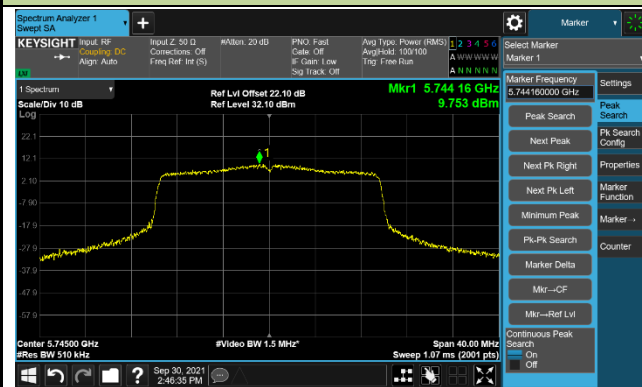 Spectrum Analyzer 1
Swept SA
Marker
KEYSIGHT
Input: RF
Coupling: DC
Align: Auto
Input Z: 50 Ω
Corrections: Off
Freq Ref: Int (S)
#Atten: 20 dB
PNO: Fast
Gate: Off
IF Gain: Low
Sig Track: Off
Avg Type: Power (RMS)
Avg|Hold: 100/100
Trig: Free Run
1 2 3 4 5 6
A W W W W W
A N N N N N
LXI
Select Marker
Marker 1
Marker Frequency
5.744160000 GHz
Settings
Peak Search
Peak
Search
Next Peak
Pk Search
Config
Next Pk Right
Properties
Next Pk Left
Marker
Function
Minimum Peak
Marker→
Pk-Pk Search
Counter
Marker Delta
Mkr→CF
Mkr→Ref Lvl
Continuous Peak
Search
On
Off
1 Spectrum
Scale/Div 10 dB
Log
Ref Lvl Offset 22.10 dB
Ref Level 32.10 dBm
Mkr1 5.744 16 GHz
9.753 dBm
1
22.1
12.1
2.10
-7.90
-17.9
-27.9
-37.9
-47.9
-57.9
Center 5.74500 GHz
#Res BW 510 kHz
#Video BW 1.5 MHz*
Span 40.00 MHz
Sweep 1.07 ms (2001 pts)
Sep 30, 2021
2:46:35 PM